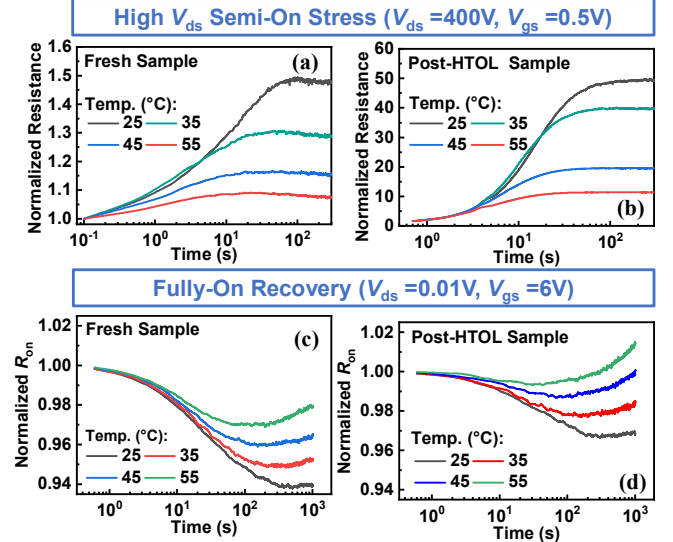 High Vds Semi-On Stress (Vds =400V, Vgs =0.5V)
Normalized Resistance
1.6
1.5
1.4
1.3
1.2
1.1
1.0
Fresh Sample
(a)
Temp. (°C):
25 35
45 55
10-1 100 101 102
Time (s)
Normalized Resistance
60
50
40
30
20
10
0
Post-HTOL Sample
Temp. (°C):
25 35
45 55
(b)
100 101 102
Time (s)
Fully-On Recovery (Vds =0.01V, Vgs =6V)
Normalized Ron
1.02
1.00
0.98
0.96
0.94
Fresh Sample
(c)
Temp. (°C):
25 35
45 55
100 101 102 103
Time (s)
Normalized Ron
1.02
1.00
0.98
0.96
0.94
Post-HTOL Sample
Temp. (°C):
25 35
45 55
(d)
100 101 102 103
Time (s)